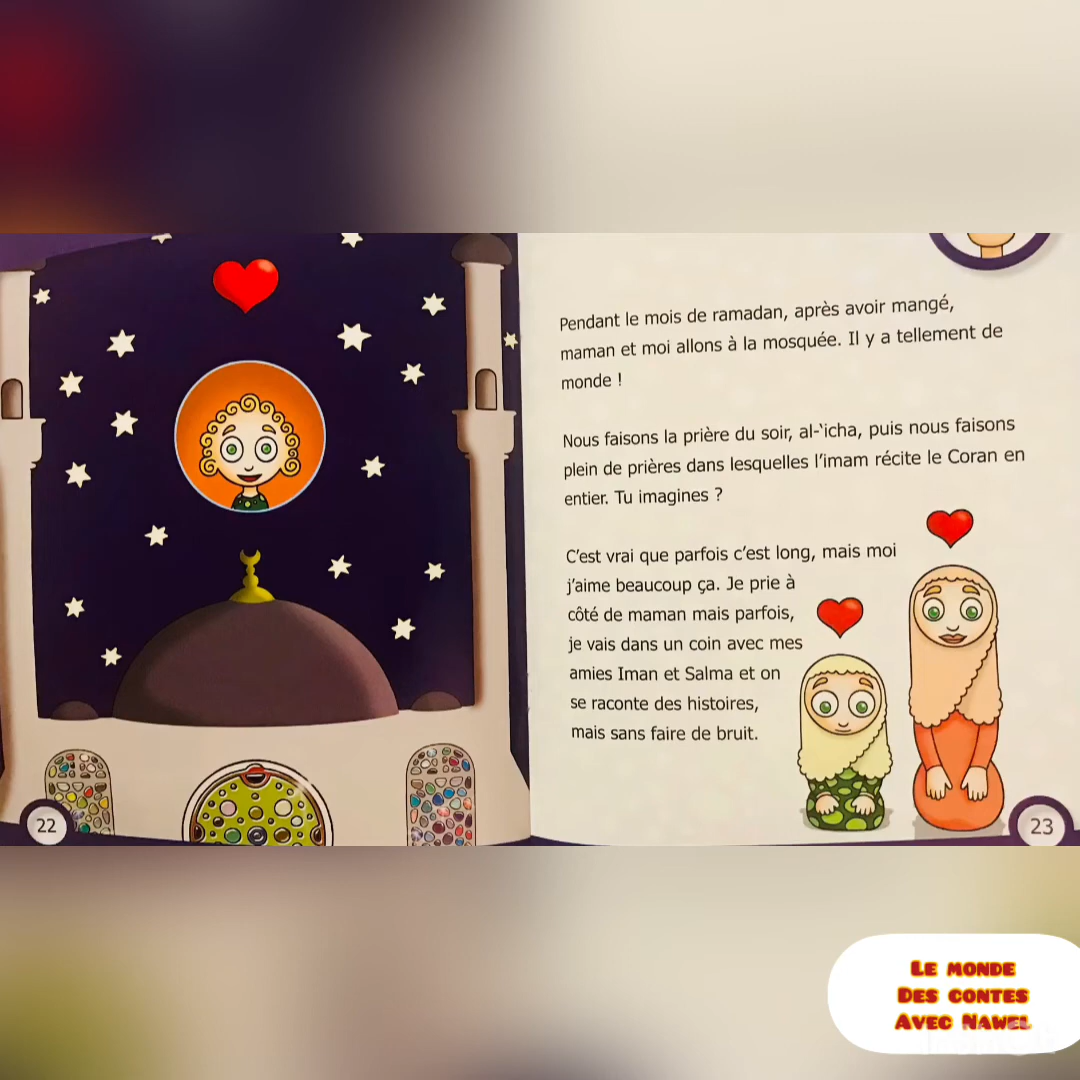 Pendant le mois de ramadan, après avoir mangé,
maman et moi allons à la mosquée. Il y a tellement de
monde !
Nous faisons la prière du soir, al-‘icha, puis nous faisons
plein de prières dans lesquelles l’imam récite le Coran en
entier. Tu imagines ?
C’est vrai que parfois c’est long, mais moi
j’aime beaucoup ça. Je prie à
côté de maman mais parfois,
je vais dans un coin avec mes
amies Iman et Salma et on
se raconte des histoires,
mais sans faire de bruit.
22
23
LE MONDE
DES CONTES
AVEC NAWEL